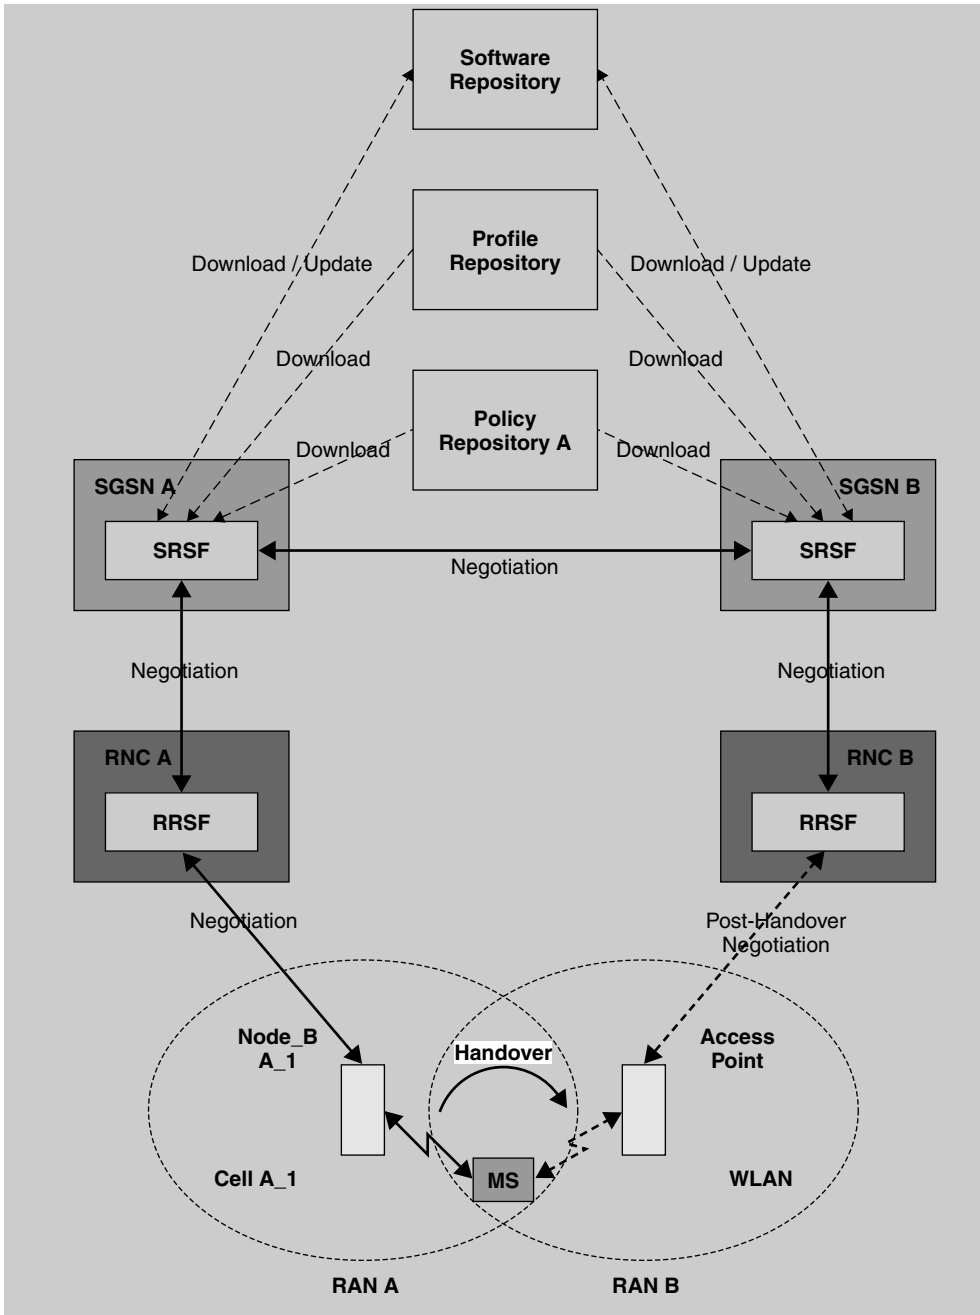 Software
Repository
Profile
Repository
Download / Update
Download / Update
Download
Download
Policy
Repository A
Download
Download
SGSN A
SGSN B
SRSF
SRSF
Negotiation
Negotiation
Negotiation
RNC A
RNC B
RRSF
RRSF
Negotiation
Post-Handover
Negotiation
Node_B
A_1
Handover
Access
Point
Cell A_1
MS
WLAN
RAN A
RAN B